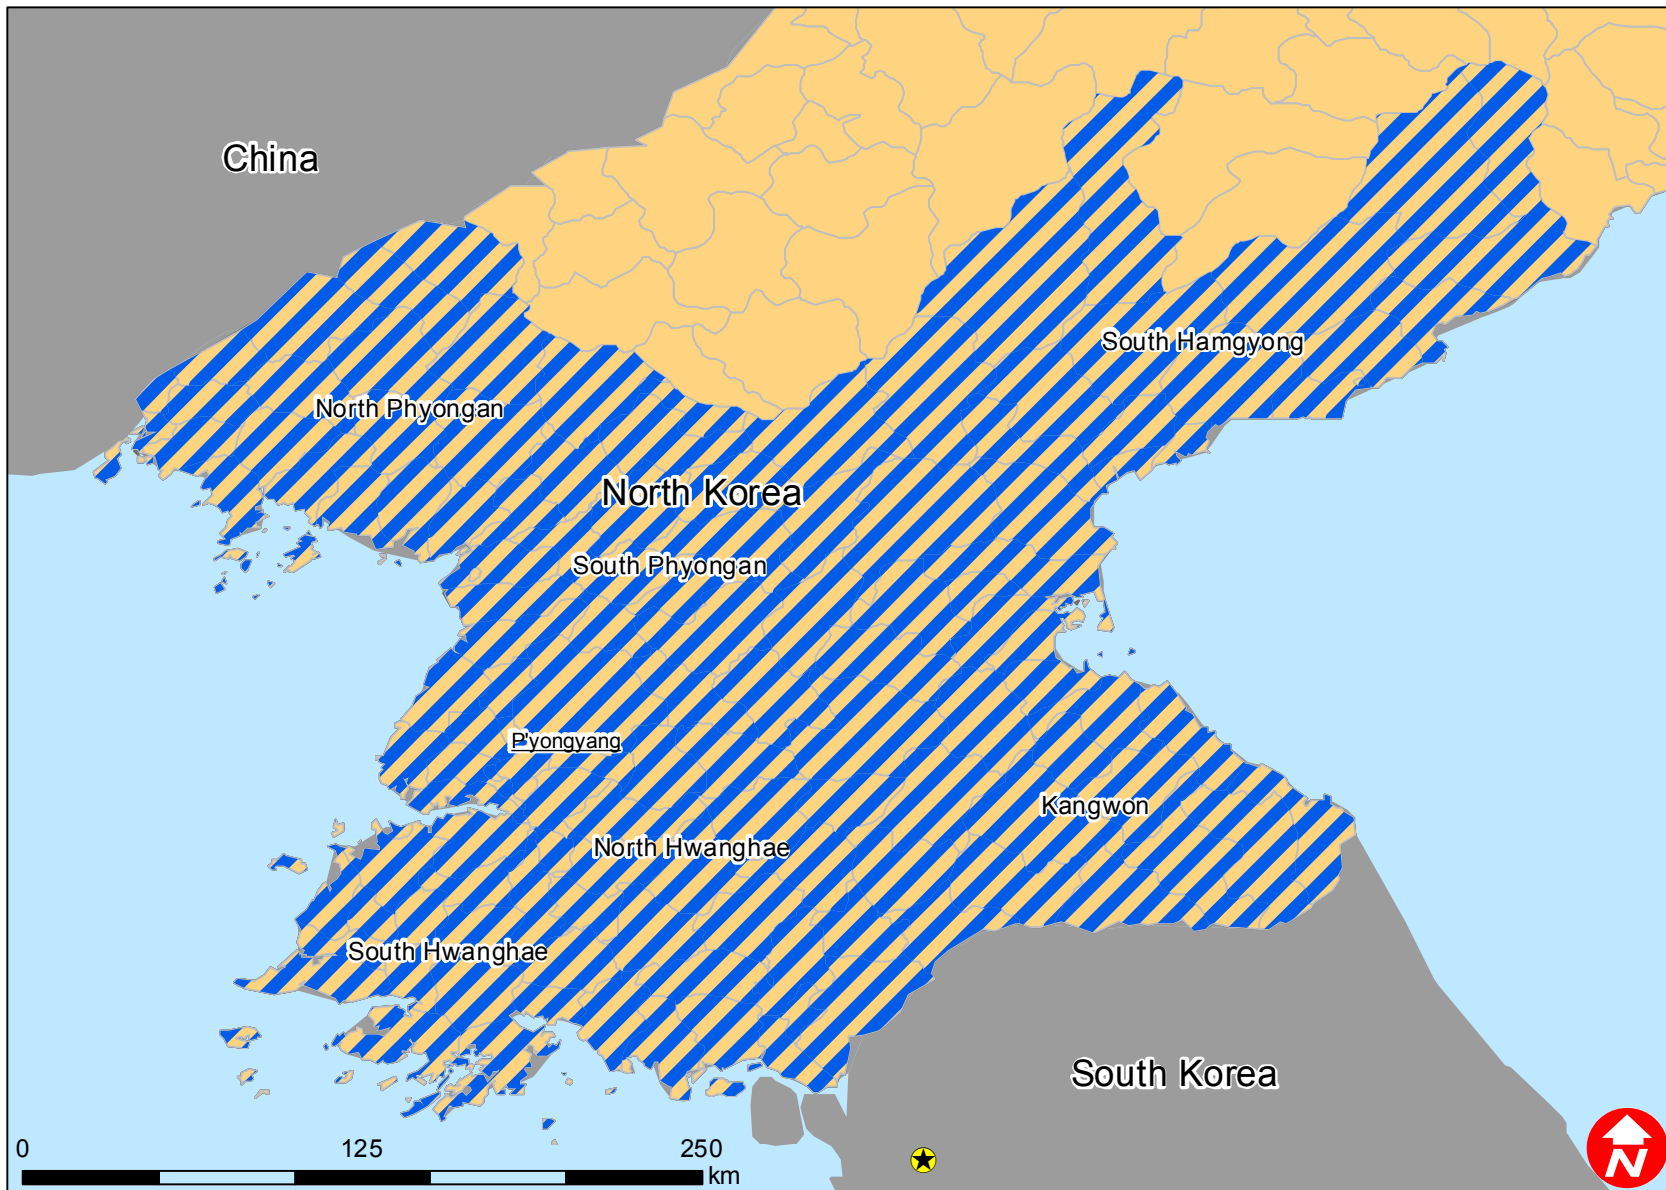 China
South Hamgyong
North Phyongan
North Korea
South Phyongan
P'yongyang
Kangwon
North Hwanghae
South Hwanghae
South Korea
0 125 250
km
N